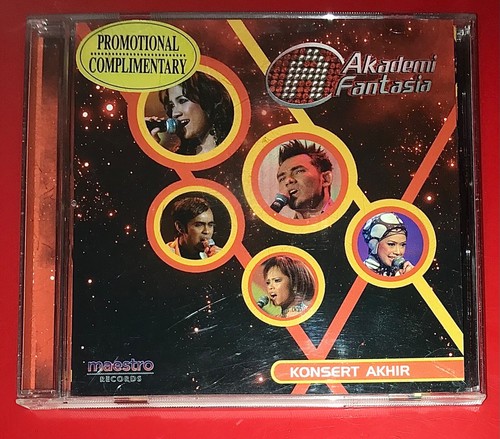 PROMOTIONAL
COMPLIMENTARY
Akademi
Fantasia
maestro
RECORDS
KONSERT AKHIR